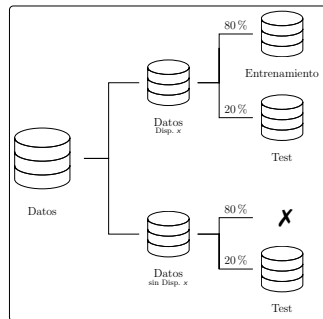 80 %
Entrenamiento
Datos
Disp. x
20 %
Test
Datos
80 %
✗
Datos
sin Disp. x
20 %
Test